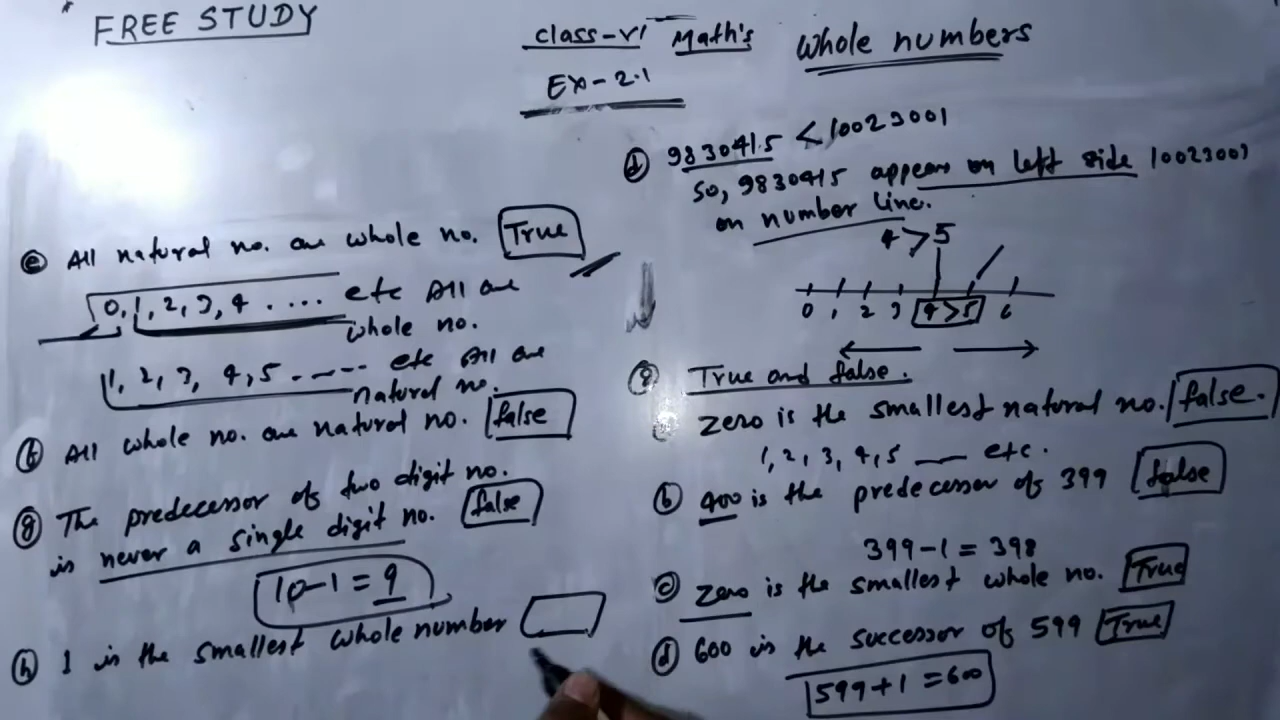 FREE STUDY
class-VI Math's Whole numbers
EX-2.1
(d) 9830415 < 10023001
So, 9830415 appears on left side 10023001
on number line.
4 > 5
0 1 2 3 4 > 5 6
(8) True and false.
zero is the smallest natural no. false.
1, 2, 3, 4, 5 — etc.
(b) 400 is the predecessor of 399 false
399-1 = 398
(c) Zero is the smallest whole no. True
(d) 600 is the successor of 599 True
599+1 = 600
(e) All natural no. are whole no. True
0, 1, 2, 3, 4 ..... etc All are
whole no.
1, 2, 3, 4, 5 ..... etc All are
natural no.
(f) All whole no. are natural no. false
(g) The predecessor of two digit no.
is never a single digit no. false
10-1 = 9
(h) 1 is the smallest whole number